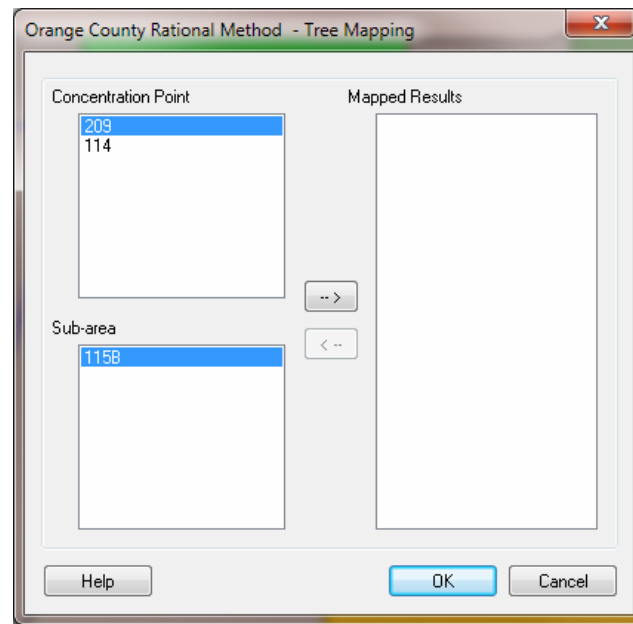 Orange County Rational Method - Tree Mapping
X
Concentration Point
Mapped Results
209
114
-->
<--
Sub-area
115B
Help
OK
Cancel